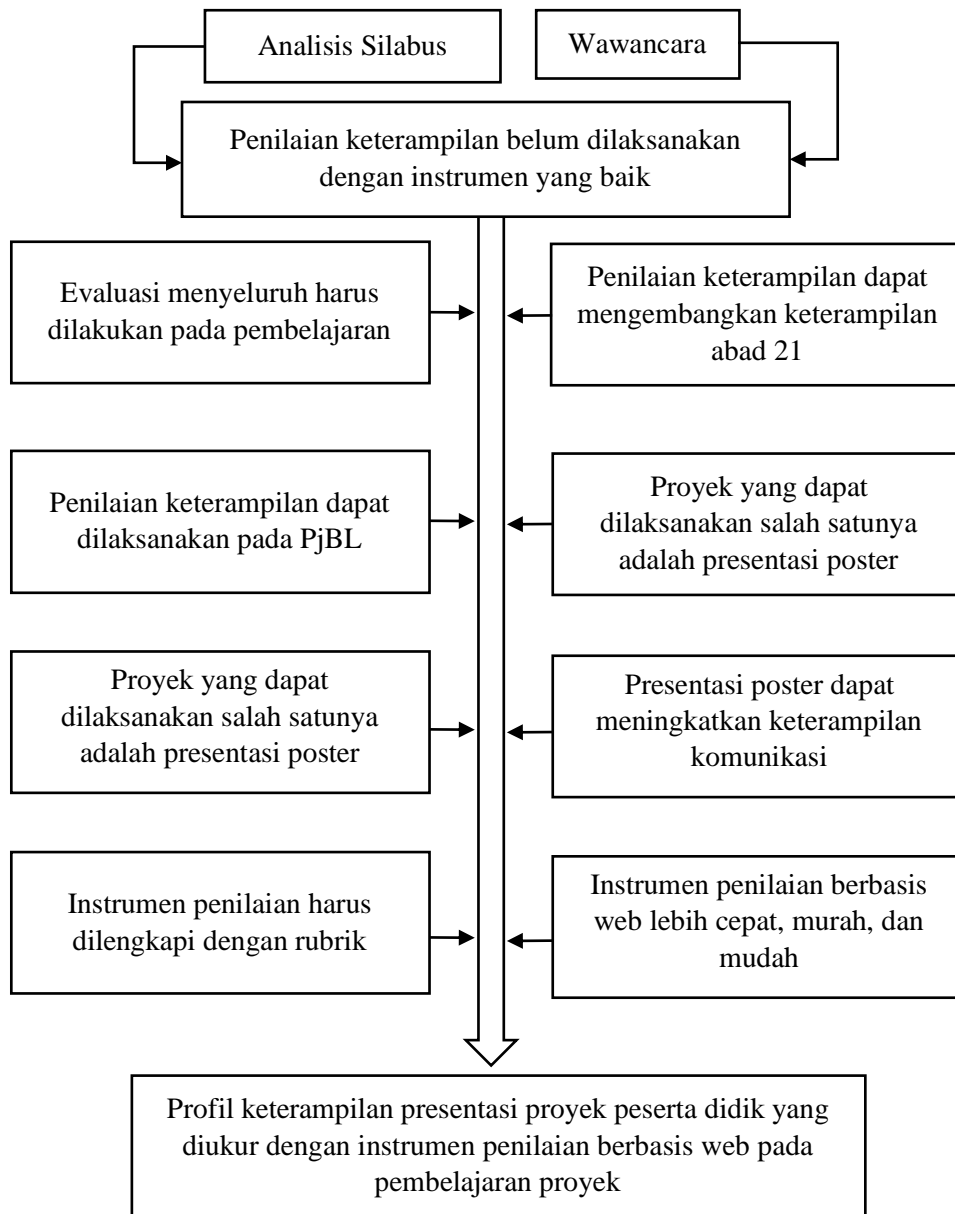 Analisis Silabus
Wawancara
Penilaian keterampilan belum dilaksanakan
dengan instrumen yang baik
Evaluasi menyeluruh harus
dilakukan pada pembelajaran
Penilaian keterampilan dapat
mengembangkan keterampilan
abad 21
Penilaian keterampilan dapat
dilaksanakan pada PjBL
Proyek yang dapat
dilaksanakan salah satunya
adalah presentasi poster
Proyek yang dapat
dilaksanakan salah satunya
adalah presentasi poster
Presentasi poster dapat
meningkatkan keterampilan
komunikasi
Instrumen penilaian harus
dilengkapi dengan rubrik
Instrumen penilaian berbasis
web lebih cepat, murah, dan
mudah
Profil keterampilan presentasi proyek peserta didik yang
diukur dengan instrumen penilaian berbasis web pada
pembelajaran proyek